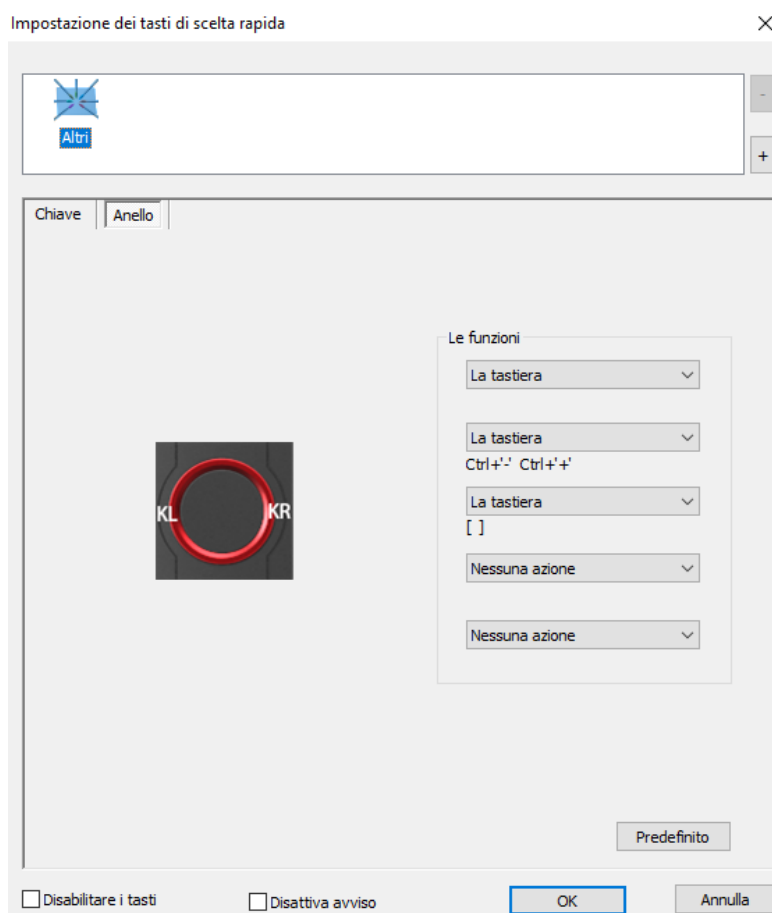 Impostazione dei tasti di scelta rapida
-
Altri
+
Chiave Anello
Le funzioni
La tastiera
La tastiera
Ctrl+'-' Ctrl+'+'
KL KR
La tastiera
[ ]
Nessuna azione
Nessuna azione
Predefinito
Disabilitare i tasti Disattiva avviso OK Annulla